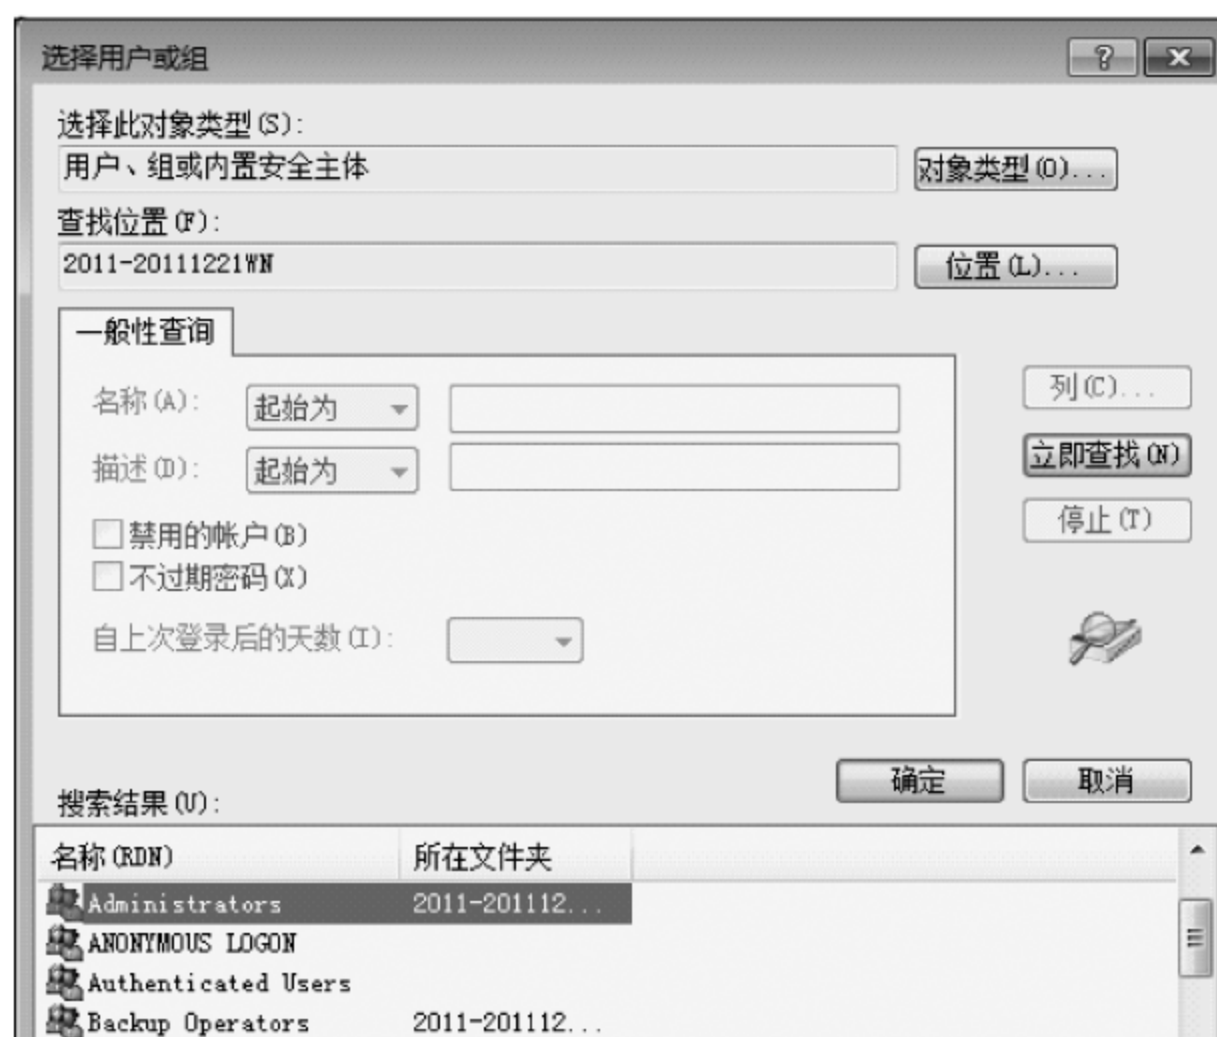 选择用户或组
选择此对象类型(S):
用户、组或内置安全主体
对象类型(O)...
查找位置(F):
2011-20111221WN
位置(L)...
一般性查询
名称(A): 起始为
列(C)...
描述(D): 起始为
立即查找(N)
停止(T)
禁用的帐户(B)
不过期密码(X)
自上次登录后的天数(I):
确定 取消
搜索结果(U):
名称(RDN) 所在文件夹
Administrators 2011-201112...
ANONYMOUS LOGON
Authenticated Users
Backup Operators 2011-201112...